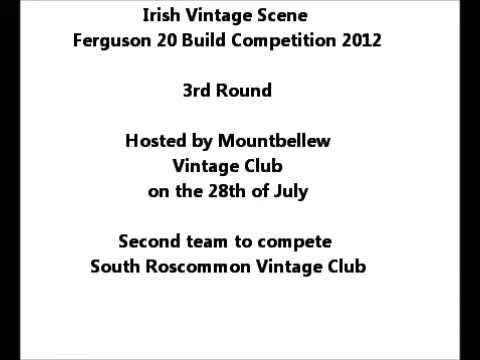 Irish Vintage Scene
Ferguson 20 Build Competition 2012
3rd Round
Hosted by Mountbellew
Vintage Club
on the 28th of July
Second team to compete
South Roscommon Vintage Club